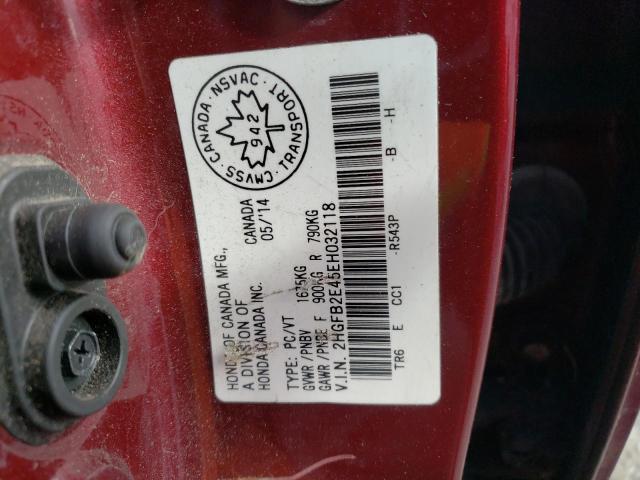 HONDA OF CANADA MFG., CANADA
A DIVISION OF 05/'14
HONDA CANADA INC.
TYPE: PC/VT
GVWR/PNBV 1675KG
GAWR/PNBE F 900KG R 790KG
V.I.N. 2HGFB2E45EH032118
TR6 E CC1 -R543P -B -H
CMVSS · CANADA · NSVAC · TRANSPORT ·
942